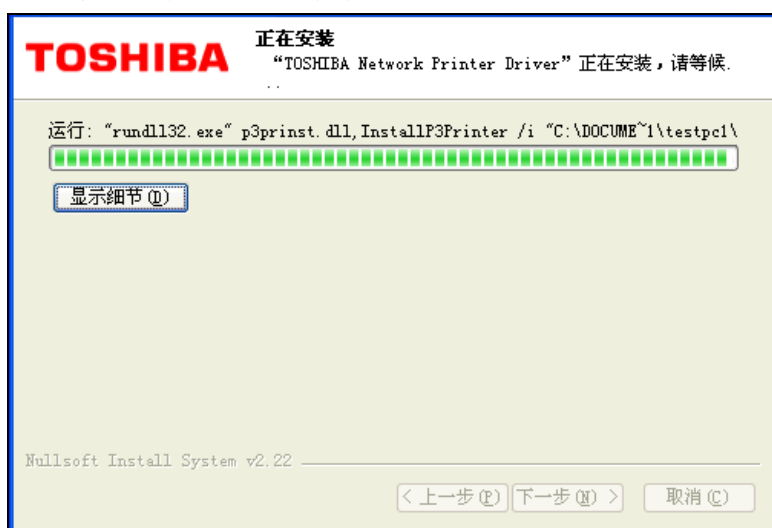 TOSHIBA
正在安装
“TOSHIBA Network Printer Driver”正在安装，请等候.
..
运行: "rundll32.exe" p3prinst.dll,InstallP3Printer /i "C:\DOCUME~1\testpc1\
显示细节(D)
Nullsoft Install System v2.22
< 上一步(P) 下一步(N) > 取消(C)